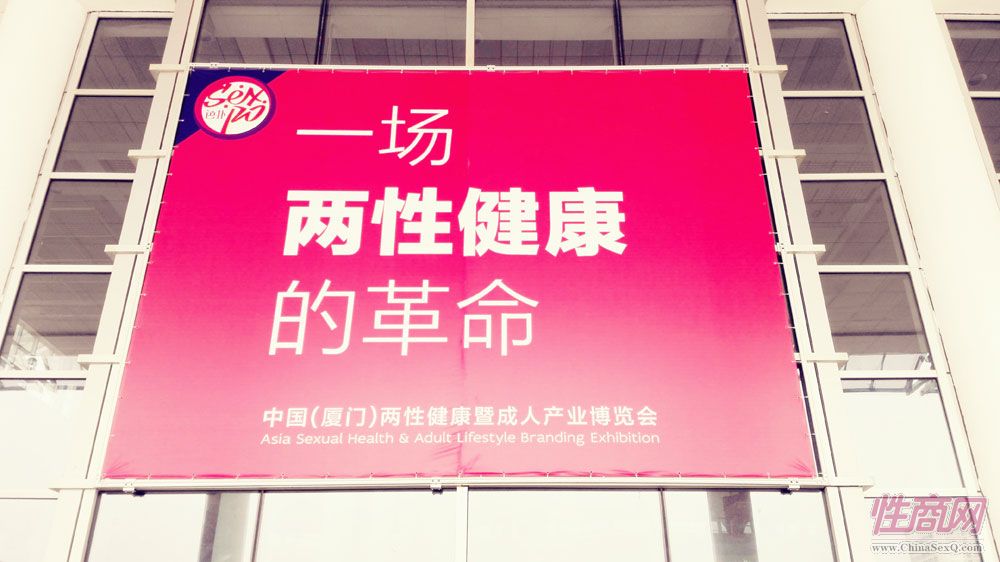 一场
两性健康
的革命
中国(厦门)两性健康暨成人产业博览会
Asia Sexual Health & Adult Lifestyle Branding Exhibition
性商网
www.ChinaSexQ.com